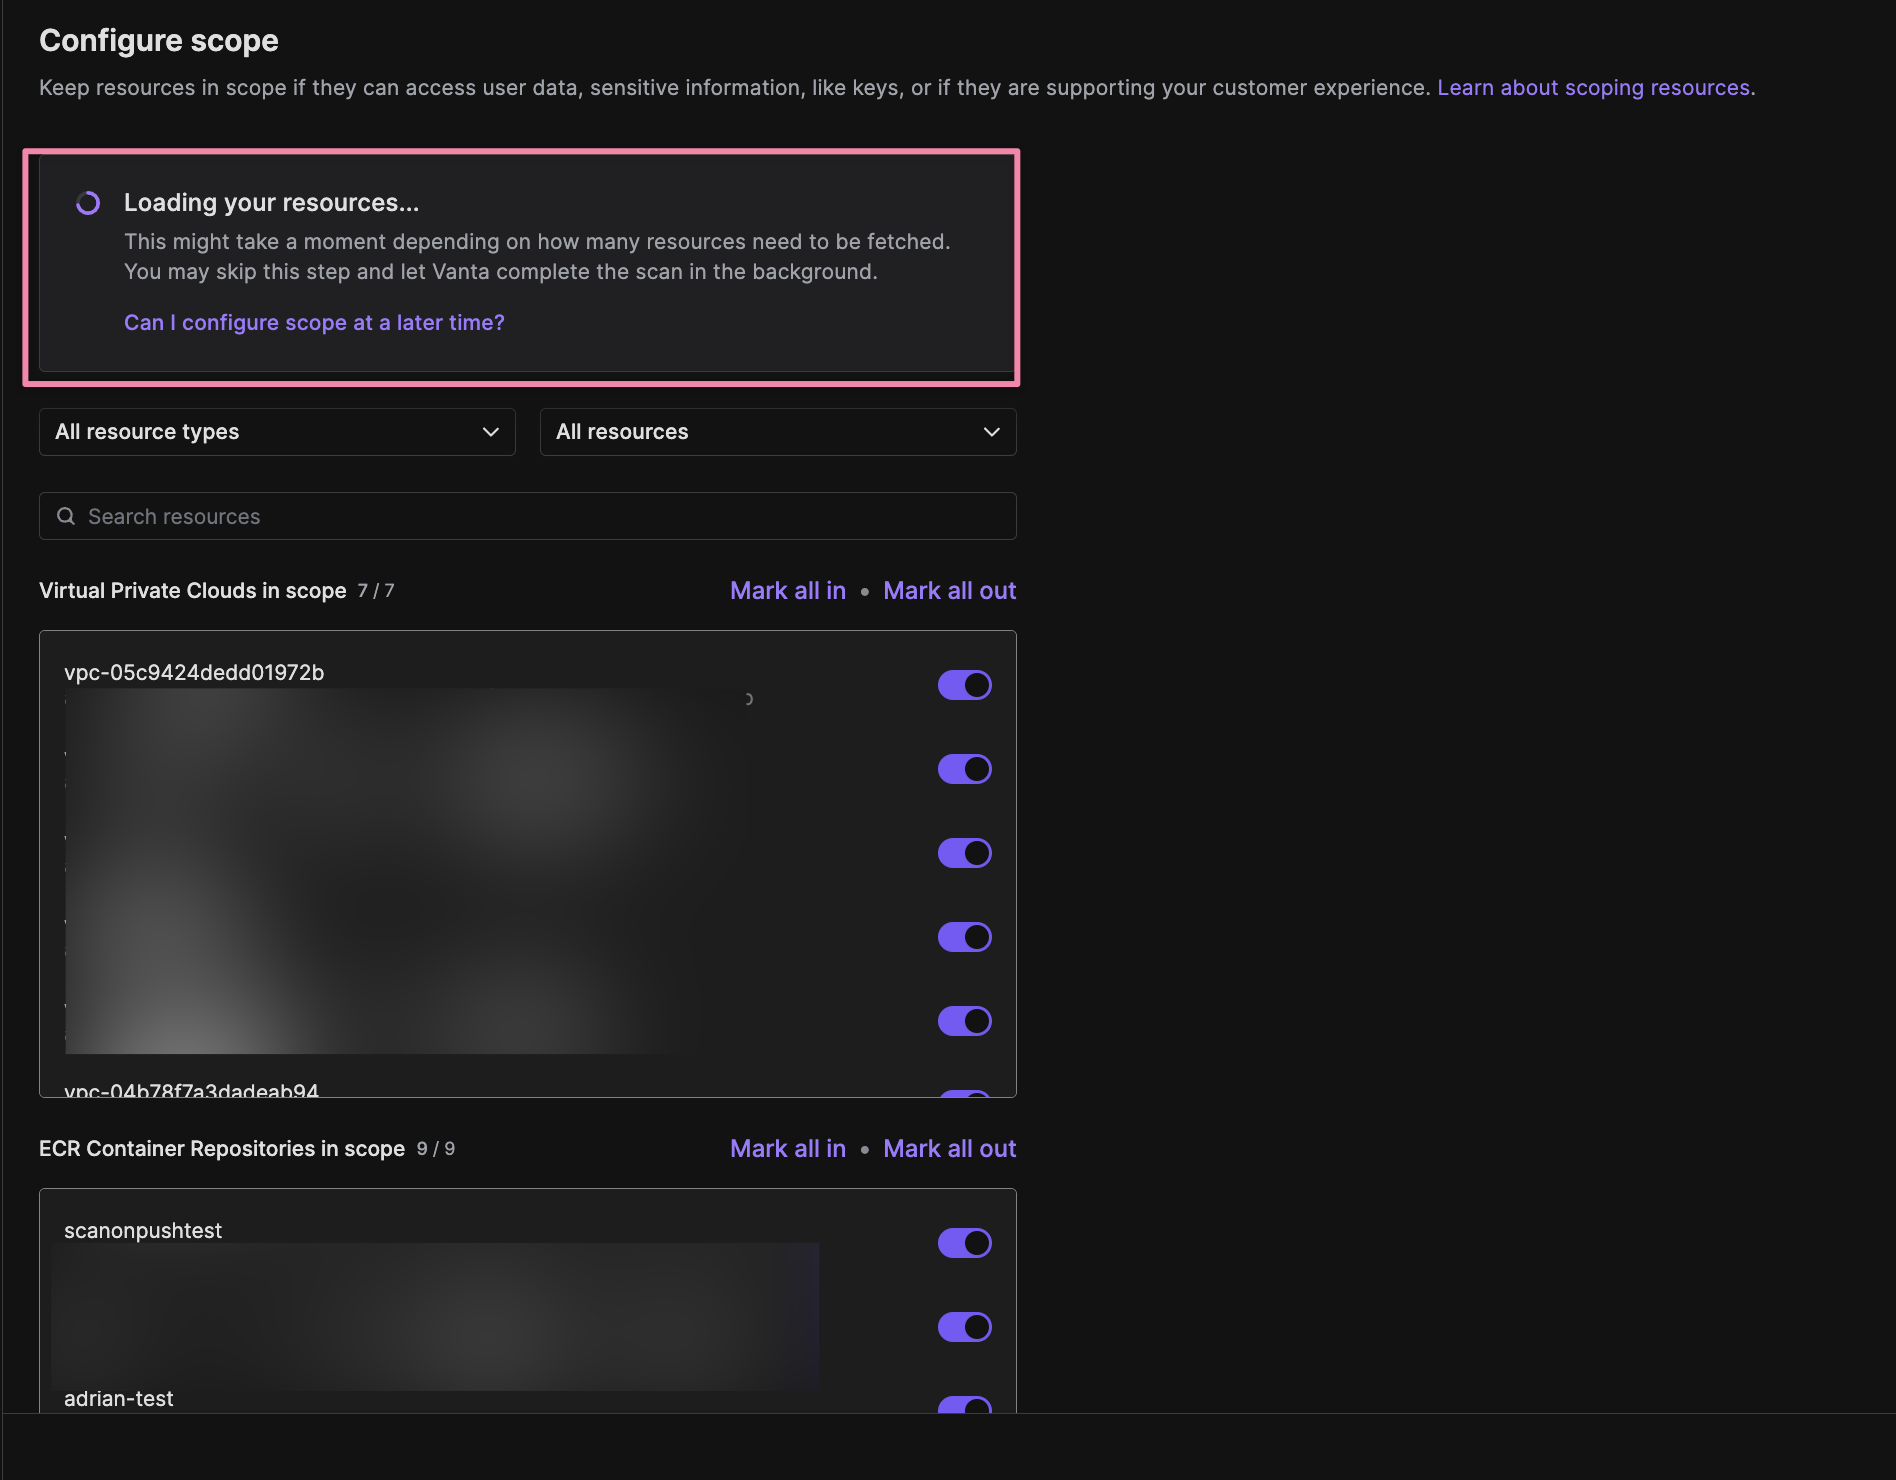 Configure scope
Keep resources in scope if they can access user data, sensitive information, like keys, or if they are supporting your customer experience. Learn about scoping resources.
Loading your resources...
This might take a moment depending on how many resources need to be fetched.
You may skip this step and let Vanta complete the scan in the background.
Can I configure scope at a later time?
All resource types
All resources
Search resources
Virtual Private Clouds in scope 7 / 7
Mark all in • Mark all out
vpc-05c9424dedd01972b
vpc-04b78f7a3dadeab94
ECR Container Repositories in scope 9 / 9
Mark all in • Mark all out
scanonpushtest
adrian-test